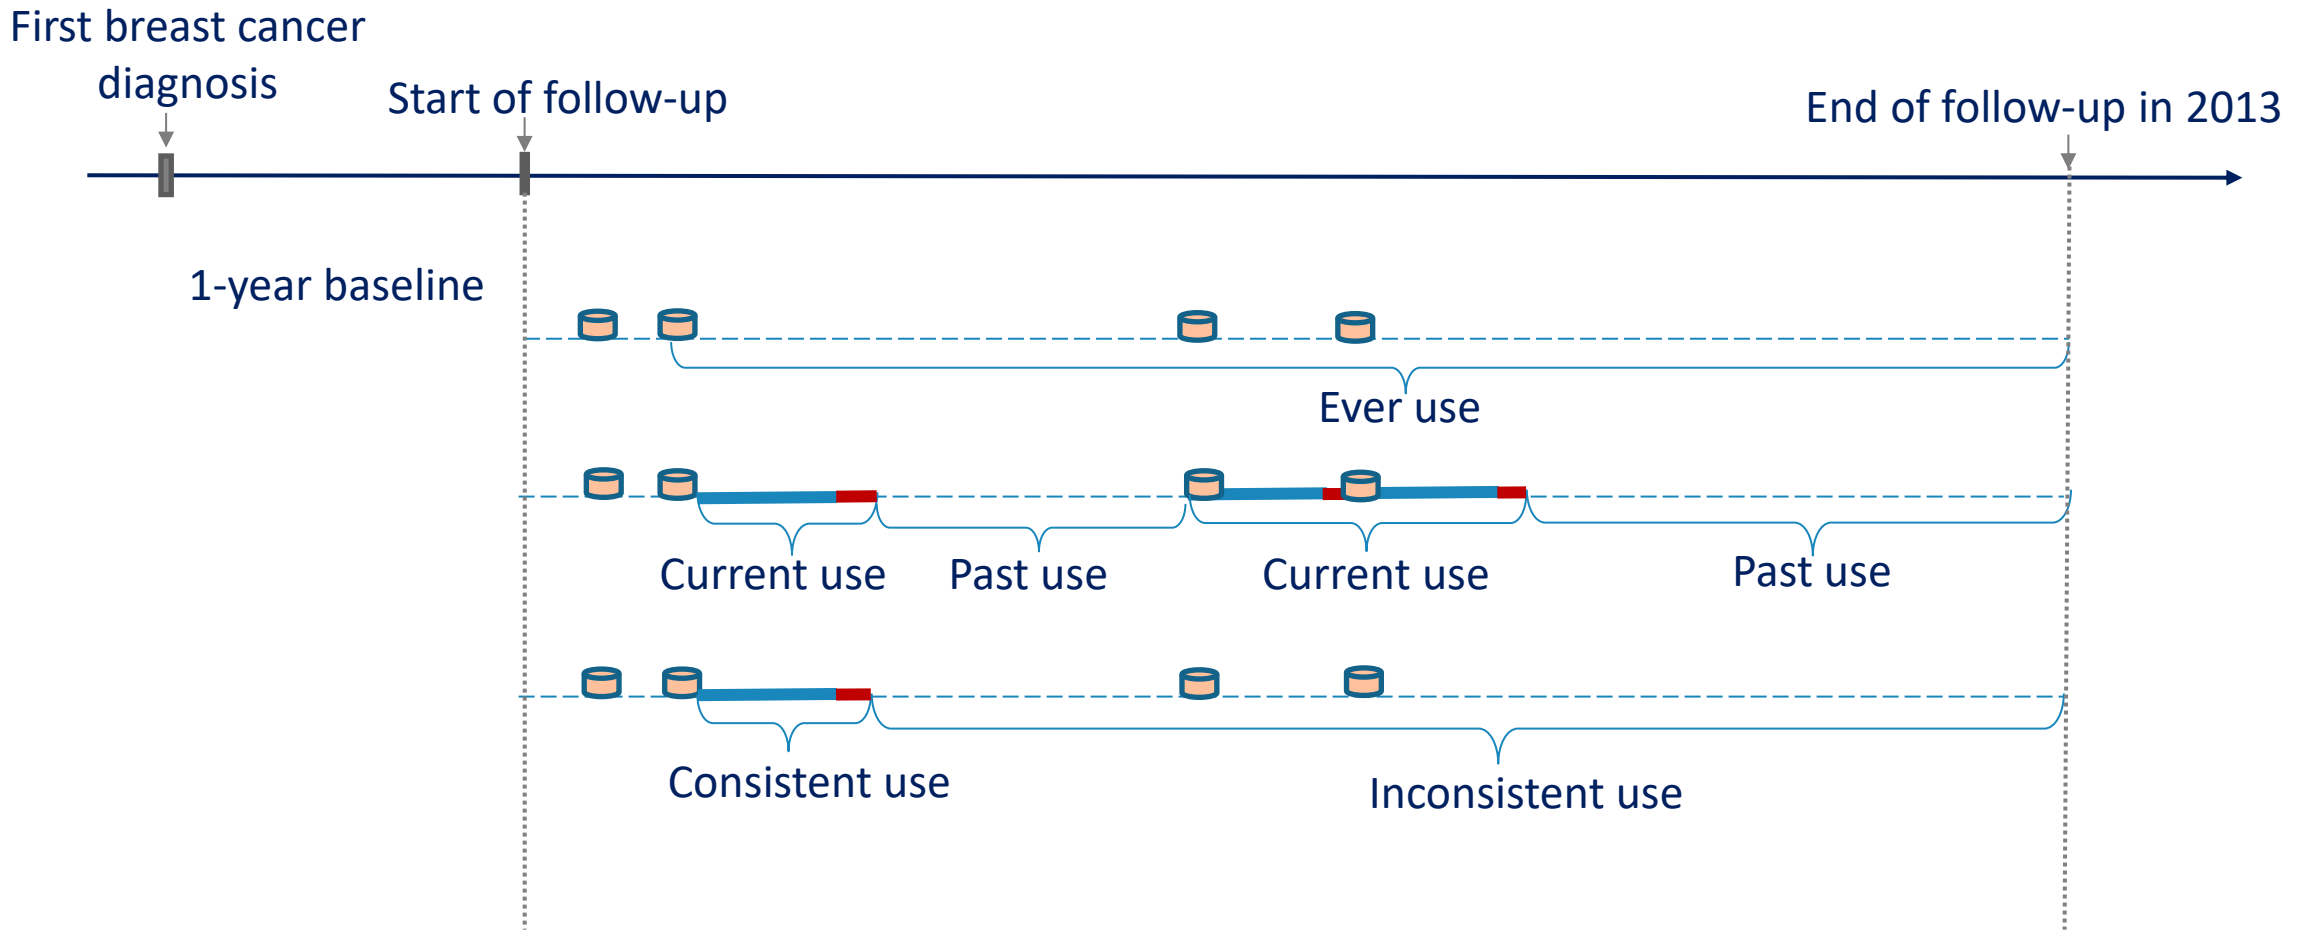 First breast cancer
diagnosis
Start of follow-up
End of follow-up in 2013
1-year baseline
Ever use
Current use
Past use
Current use
Past use
Consistent use
Inconsistent use